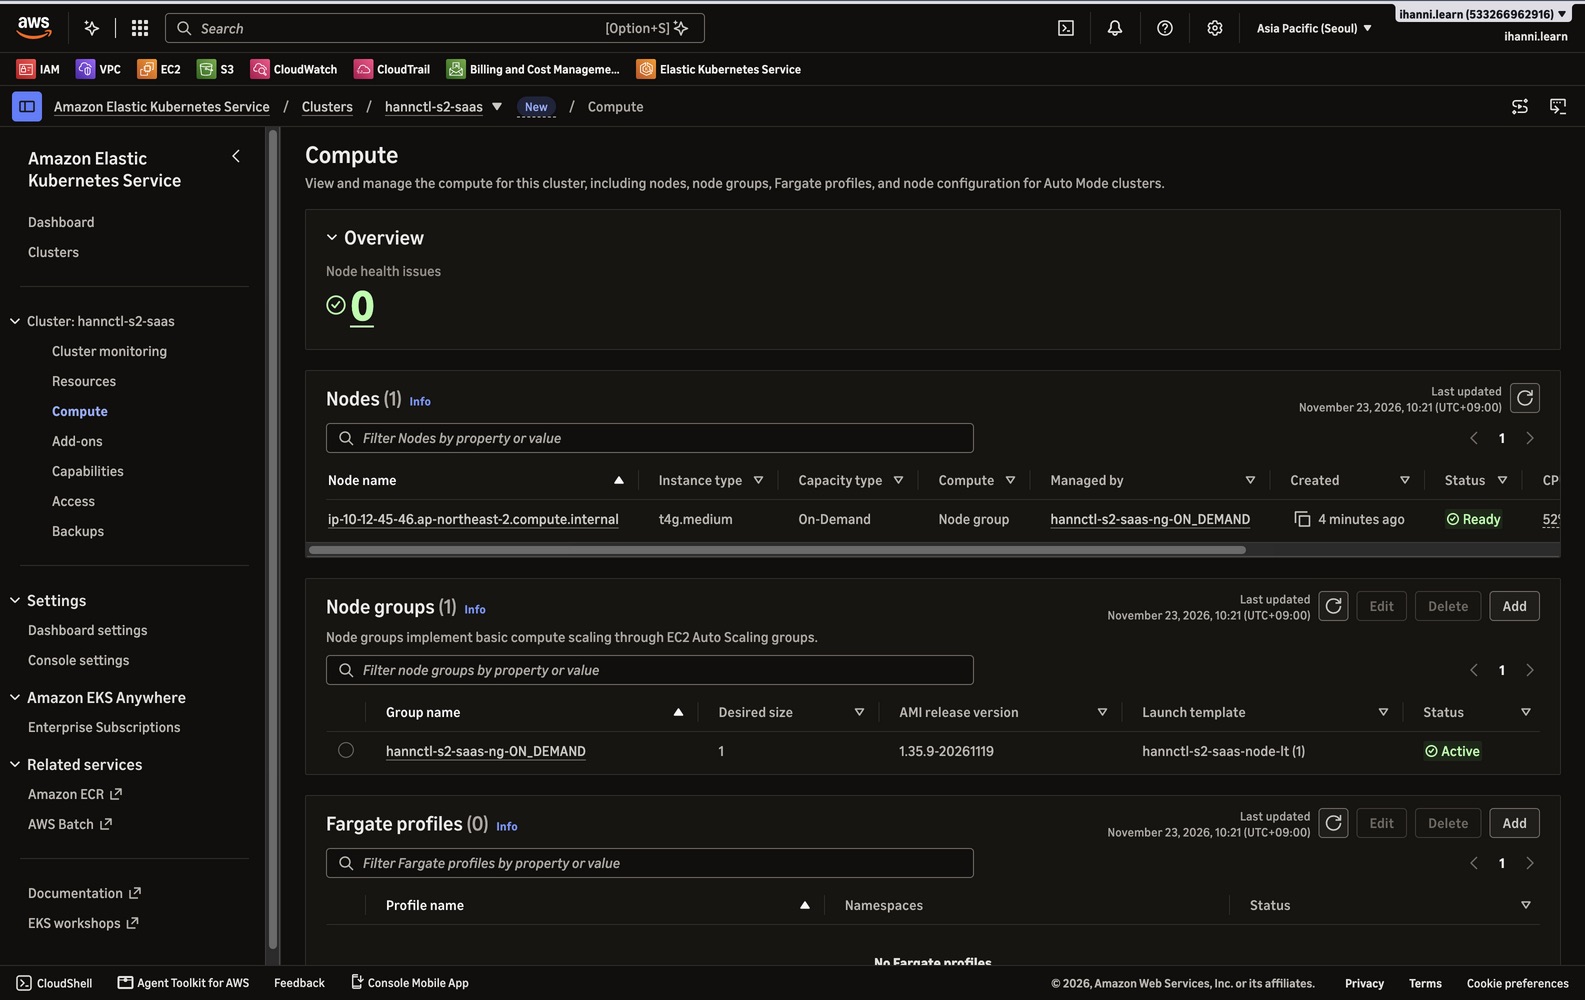 aws
Search [Option+S]
Asia Pacific (Seoul)
ihanni.learn (533266962916)
ihanni.learn
IAM VPC EC2 S3 CloudWatch CloudTrail Billing and Cost Manageme... Elastic Kubernetes Service
Amazon Elastic Kubernetes Service / Clusters / hannctl-s2-saas New / Compute
Amazon Elastic
Kubernetes Service
Dashboard
Clusters
Cluster: hannctl-s2-saas
Cluster monitoring
Resources
Compute
Add-ons
Capabilities
Access
Backups
Settings
Dashboard settings
Console settings
Amazon EKS Anywhere
Enterprise Subscriptions
Related services
Amazon ECR
AWS Batch
Documentation
EKS workshops
Compute
View and manage the compute for this cluster, including nodes, node groups, Fargate profiles, and node configuration for Auto Mode clusters.
Overview
Node health issues
0
Nodes (1) Info
Last updated
November 23, 2026, 10:21 (UTC+09:00)
Filter Nodes by property or value
1
Node name Instance type Capacity type Compute Managed by Created Status CP
ip-10-12-45-46.ap-northeast-2.compute.internal t4g.medium On-Demand Node group hannctl-s2-saas-ng-ON_DEMAND 4 minutes ago Ready 52%
Node groups (1) Info
Last updated
November 23, 2026, 10:21 (UTC+09:00)
Edit Delete Add
Node groups implement basic compute scaling through EC2 Auto Scaling groups.
Filter node groups by property or value
1
Group name Desired size AMI release version Launch template Status
hannctl-s2-saas-ng-ON_DEMAND 1 1.35.9-20261119 hannctl-s2-saas-node-lt (1) Active
Fargate profiles (0) Info
Last updated
November 23, 2026, 10:21 (UTC+09:00)
Edit Delete Add
Filter Fargate profiles by property or value
1
Profile name Namespaces Status
No Fargate profiles
CloudShell Agent Toolkit for AWS Feedback Console Mobile App
© 2026, Amazon Web Services, Inc. or its affiliates. Privacy Terms Cookie preferences